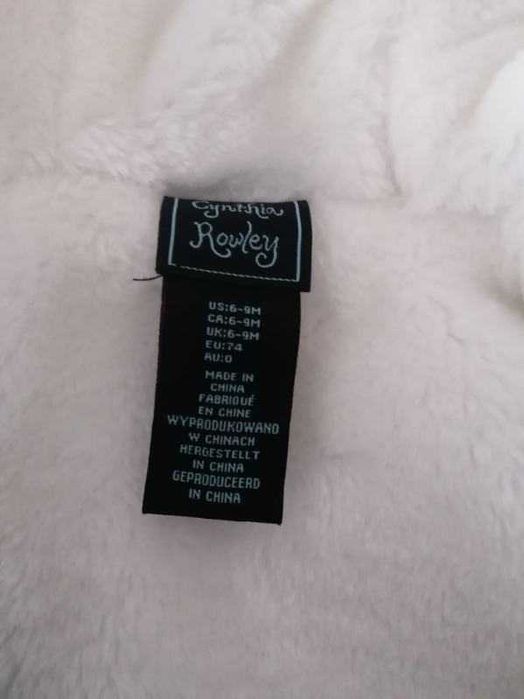 Cynthia
Rowley
US:6-9M
CA:6-9M
UK:6-9M
EU:74
AU:0
MADE IN
CHINA
FABRIQUÉ
EN CHINE
WYPRODUKOWANO
W CHINACH
HERGESTELLT
IN CHINA
GEPRODUCEERD
IN CHINA